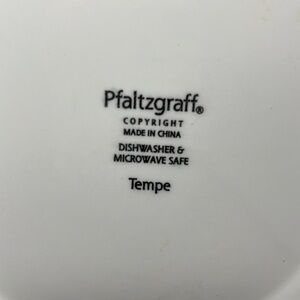 Pfaltzgraff®
COPYRIGHT
MADE IN CHINA
DISHWASHER &
MICROWAVE SAFE
Tempe